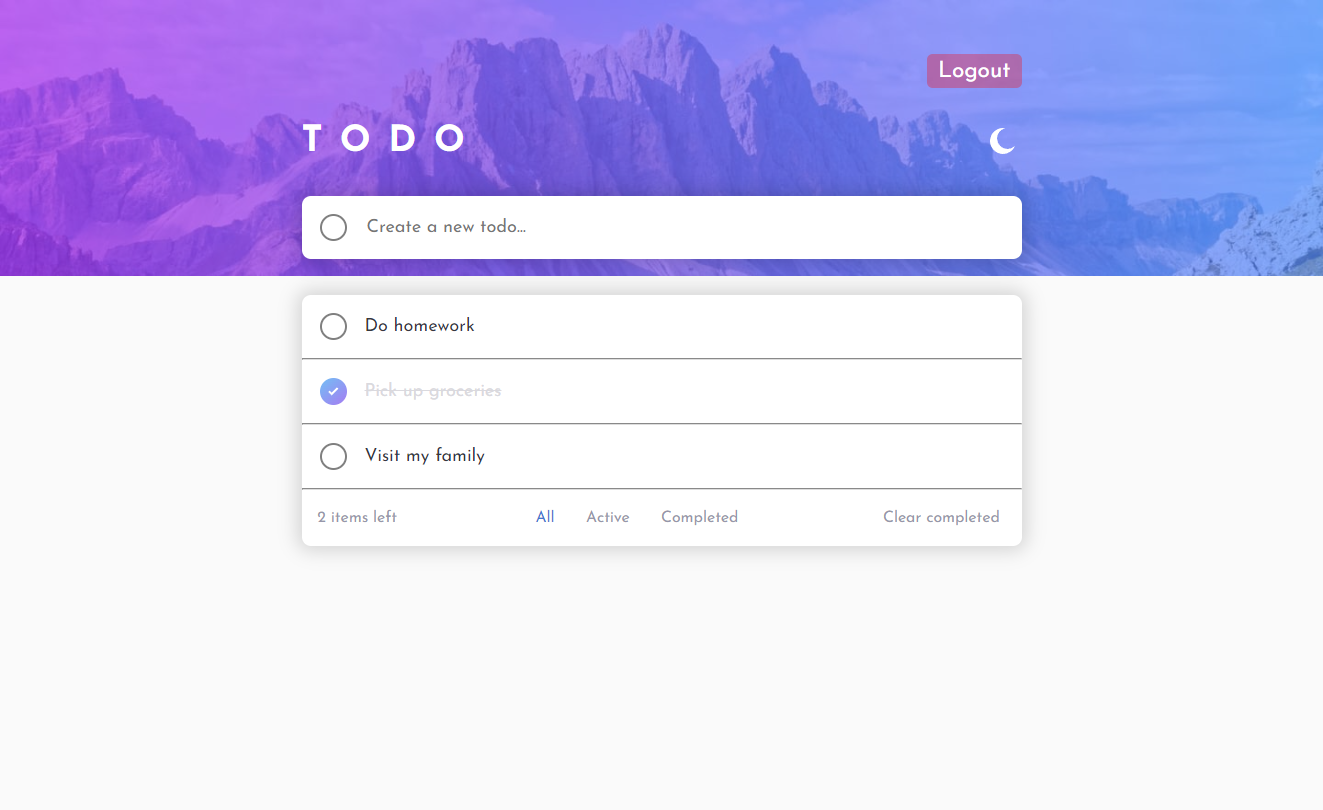 Logout
TODO
Create a new todo...
Do homework
Pick up groceries
Visit my family
2 items left All Active Completed Clear completed